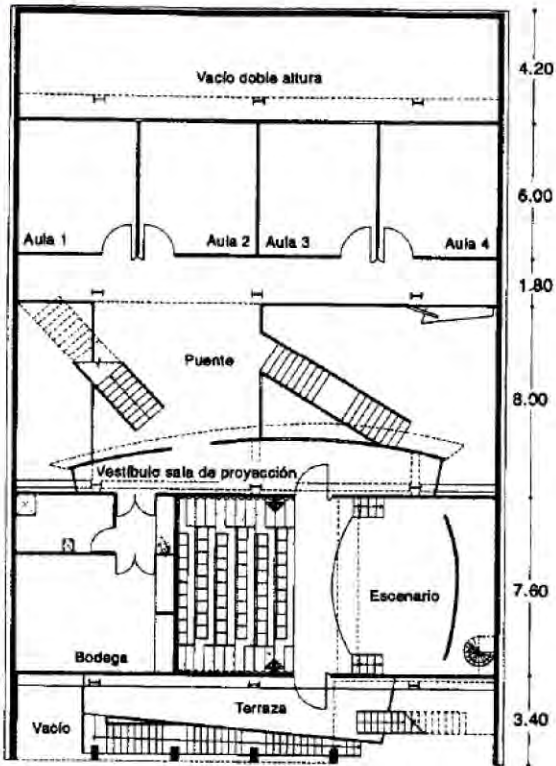 Vacío doble altura
4.20
6.00
Aula 1
Aula 2
Aula 3
Aula 4
1.80
Puente
8.00
Vestíbulo sala de proyección
Escenario
7.60
Bodega
Terraza
Vacío
3.40